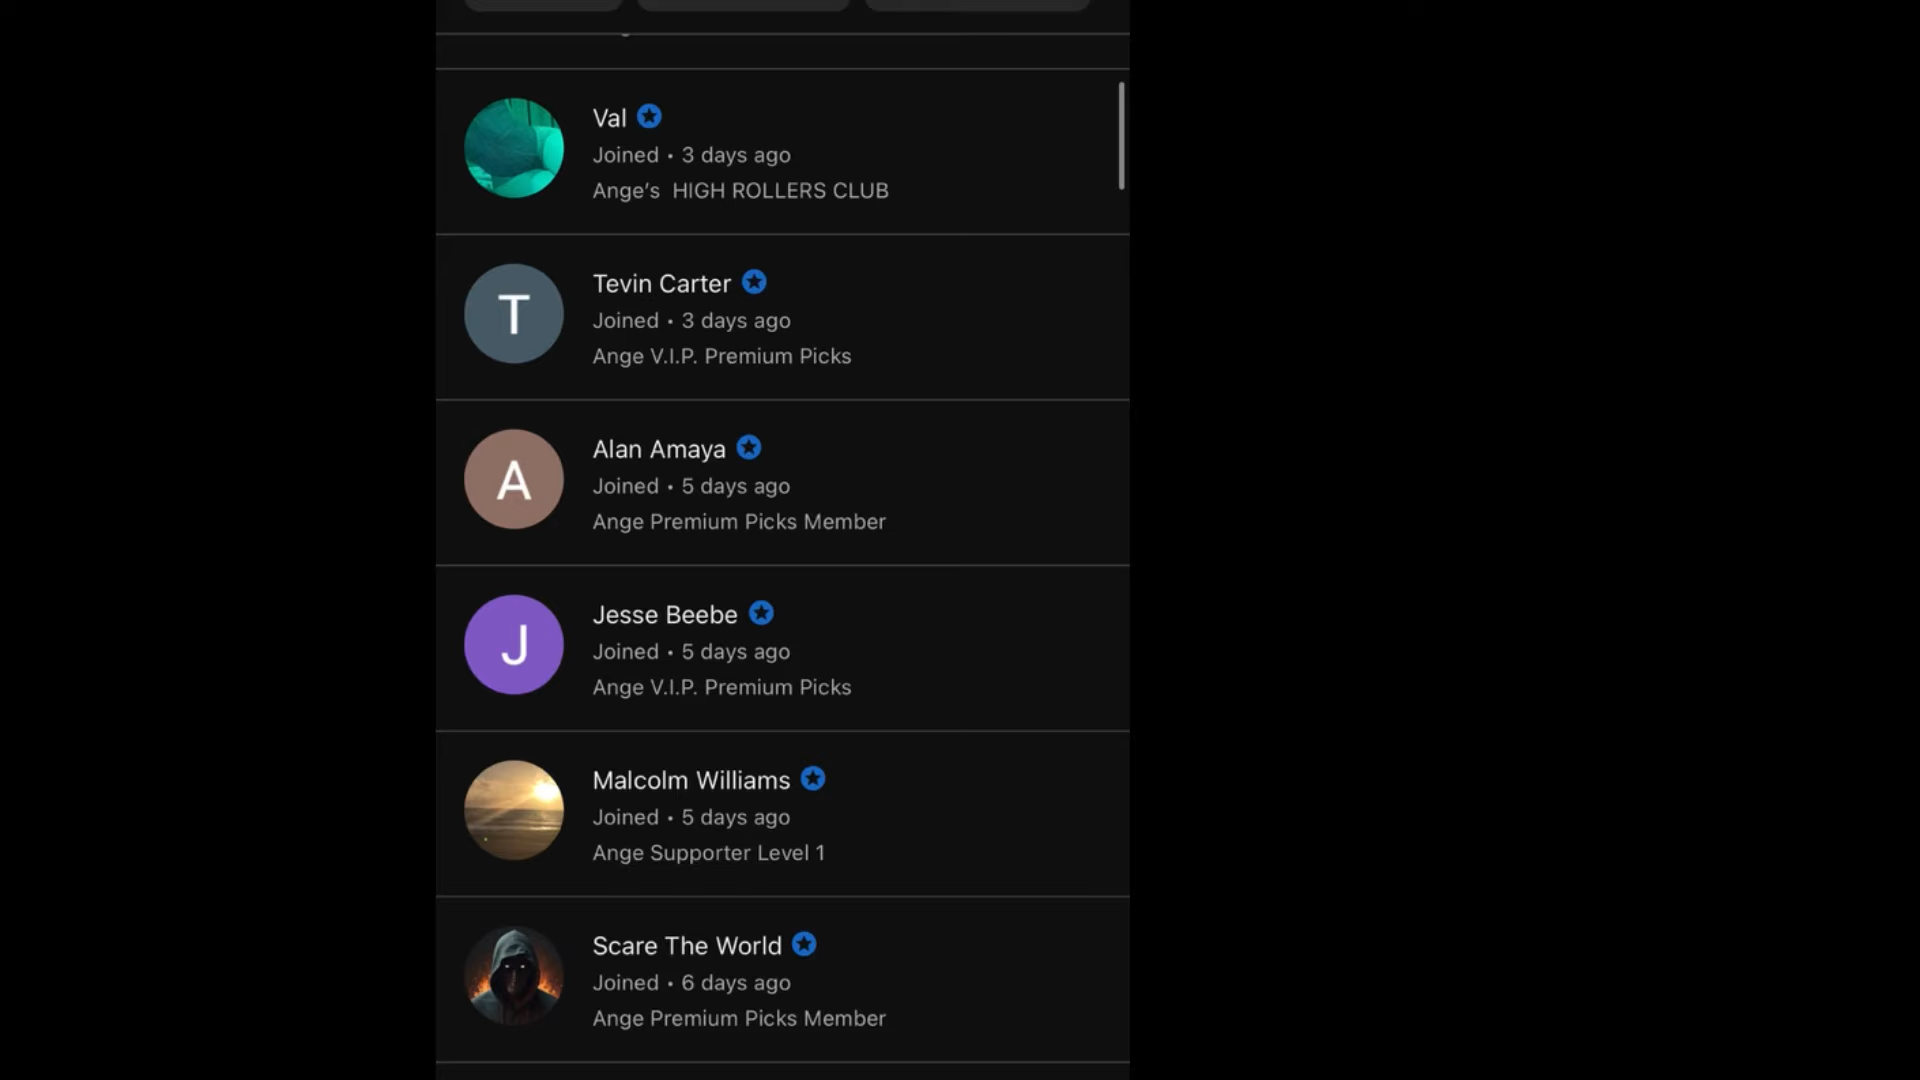 Val
Joined • 3 days ago
Ange's HIGH ROLLERS CLUB
T
Tevin Carter
Joined • 3 days ago
Ange V.I.P. Premium Picks
A
Alan Amaya
Joined • 5 days ago
Ange Premium Picks Member
J
Jesse Beebe
Joined • 5 days ago
Ange V.I.P. Premium Picks
Malcolm Williams
Joined • 5 days ago
Ange Supporter Level 1
Scare The World
Joined • 6 days ago
Ange Premium Picks Member